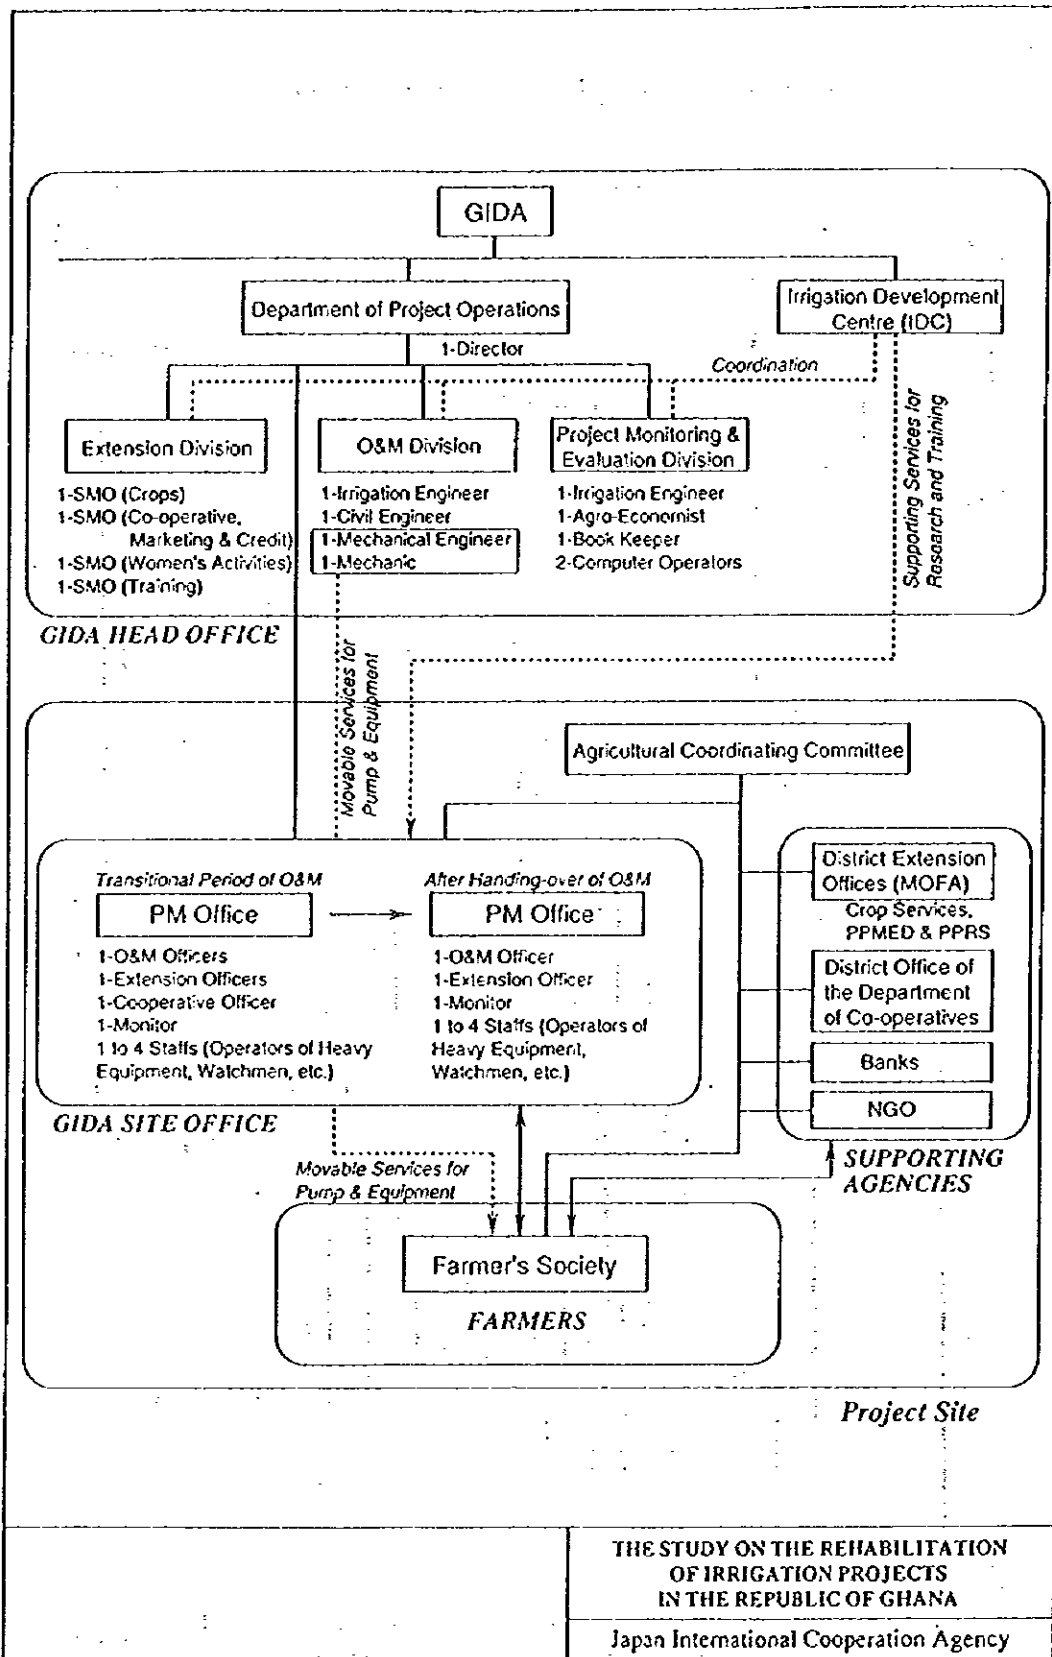 GIDA
Department of Project Operations
Irrigation Development
Centre (IDC)
1-Director
Coordination
Extension Division
O&M Division
Project Monitoring &
Evaluation Division
1-SMO (Crops)
1-SMO (Co-operative,
Marketing & Credit)
1-SMO (Women's Activities)
1-SMO (Training)
1-Irrigation Engineer
1-Civil Engineer
1-Mechanical Engineer
1-Mechanic
1-Irrigation Engineer
1-Agro-Economist
1-Book Keeper
2-Computer Operators
Supporting Services for
Research and Training
GIDA HEAD OFFICE
Movable Services for
Pump & Equipment
Agricultural Coordinating Committee
Transitional Period of O&M
PM Office
1-O&M Officers
1-Extension Officers
1-Cooperative Officer
1-Monitor
1 to 4 Staffs (Operators of Heavy
Equipment, Watchmen, etc.)
After Handing-over of O&M
PM Office
1-O&M Officer
1-Extension Officer
1-Monitor
1 to 4 Staffs (Operators of
Heavy Equipment,
Watchmen, etc.)
District Extension
Offices (MOFA)
Crop Services,
PPMED & PPRS
District Office of
the Department
of Co-operatives
Banks
NGO
GIDA SITE OFFICE
SUPPORTING
AGENCIES
Movable Services for
Pump & Equipment
Farmer's Society
FARMERS
Project Site
THE STUDY ON THE REHABILITATION
OF IRRIGATION PROJECTS
IN THE REPUBLIC OF GHANA
Japan International Cooperation Agency